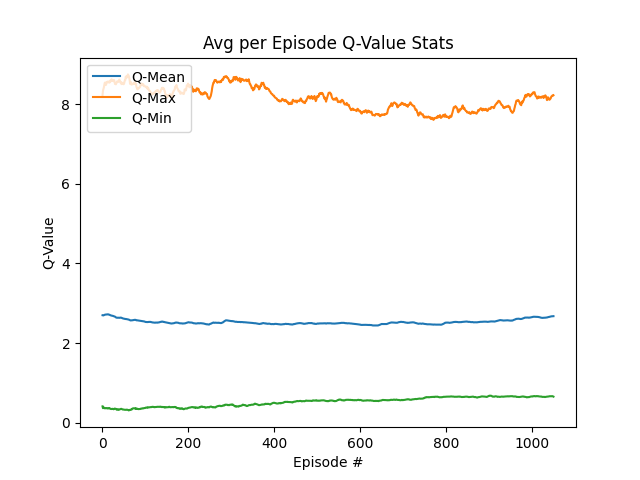 Avg per Episode Q-Value Stats
Q-Mean
Q-Max
Q-Min
Q-Value
8
6
4
2
0
0 200 400 600 800 1000
Episode #